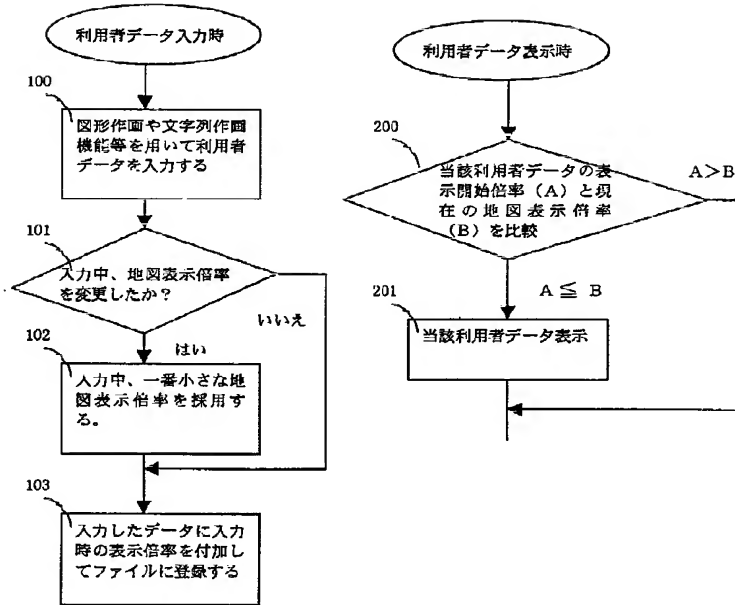 利用者データ入力時
100
図形作画や文字列作画
機能等を用いて利用者
データを入力する
101
入力中、地図表示倍率
を変更したか？
いいえ
はい
102
入力中、一番小さな地
図表示倍率を採用す
る。
103
入力したデータに入力
時の表示倍率を付加し
てファイルに登録する
利用者データ表示時
200
当該利用者データの表
示開始倍率（A）と現
在の地図表示倍率
（B）を比較
A＞B
A ≦ B
201
当該利用者データ表示